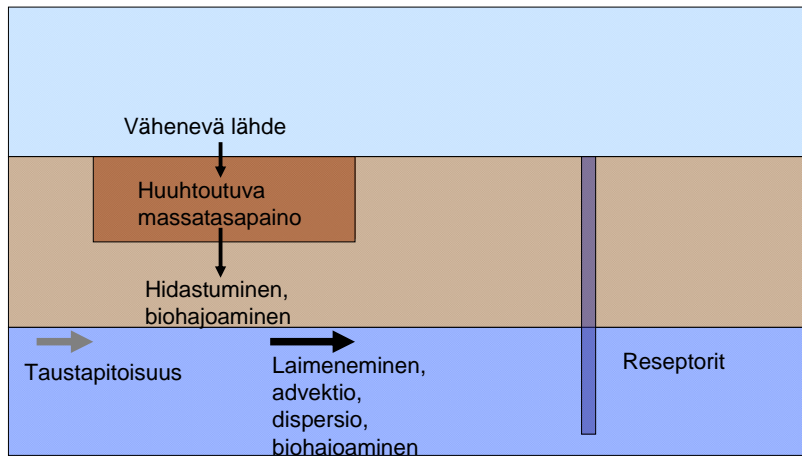 Vähenevä lähde
Huuhtoutuva
massatasapaino
Hidastuminen,
biohajoaminen
Taustapitoisuus
Laimeneminen,
advektio,
dispersio,
biohajoaminen
Reseptorit